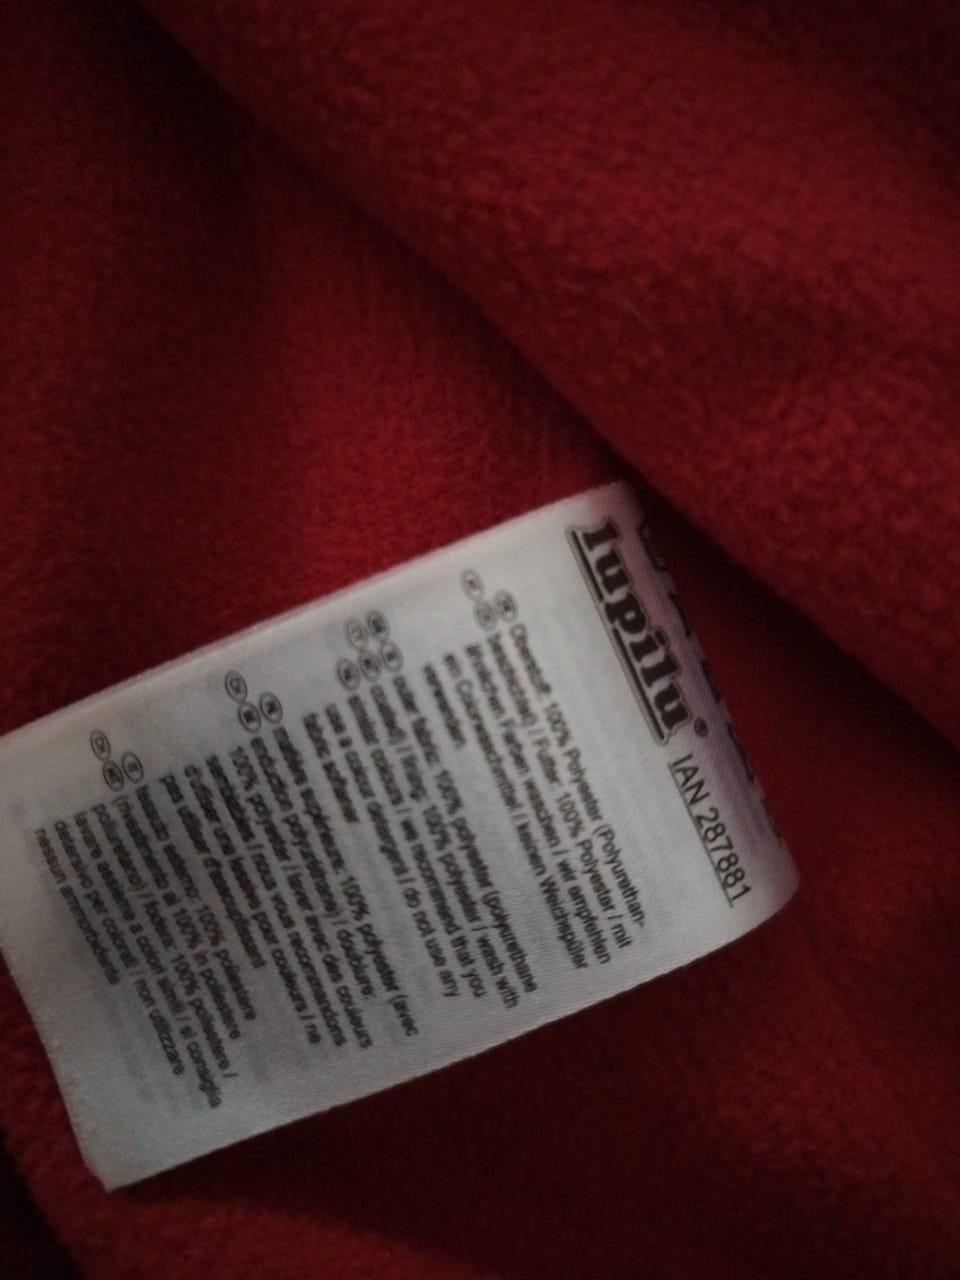 lupilu®
IAN 287881
Oberstoff: 100% Polyester (Polyurethan-
beschichtet) / Futter: 100% Polyester / mit
ähnlichen Farben waschen / wir empfehlen
ein Colorwaschmittel / keinen Weichspüler
verwenden
outer fabric: 100% polyester (polyurethane
coated) / lining: 100% polyester / wash with
similar colours / we recommend that you
use a colour detergent / do not use any
fabric softener
matière supérieure: 100% polyester (avec
enduction polyuréthane) / doublure:
100% polyester / laver avec des couleurs
semblables / nous vous recommandons
d'utiliser une lessive pour couleurs / ne
pas utiliser d'assouplissant
tessuto esterno: 100% poliestere
(rivestimento al 100% in poliestere
poliuretano) / fodera: 100% poliestere /
lavare assieme a colori simili / si consiglia
detersivo per colorati / non utilizzare
nessun ammorbidente